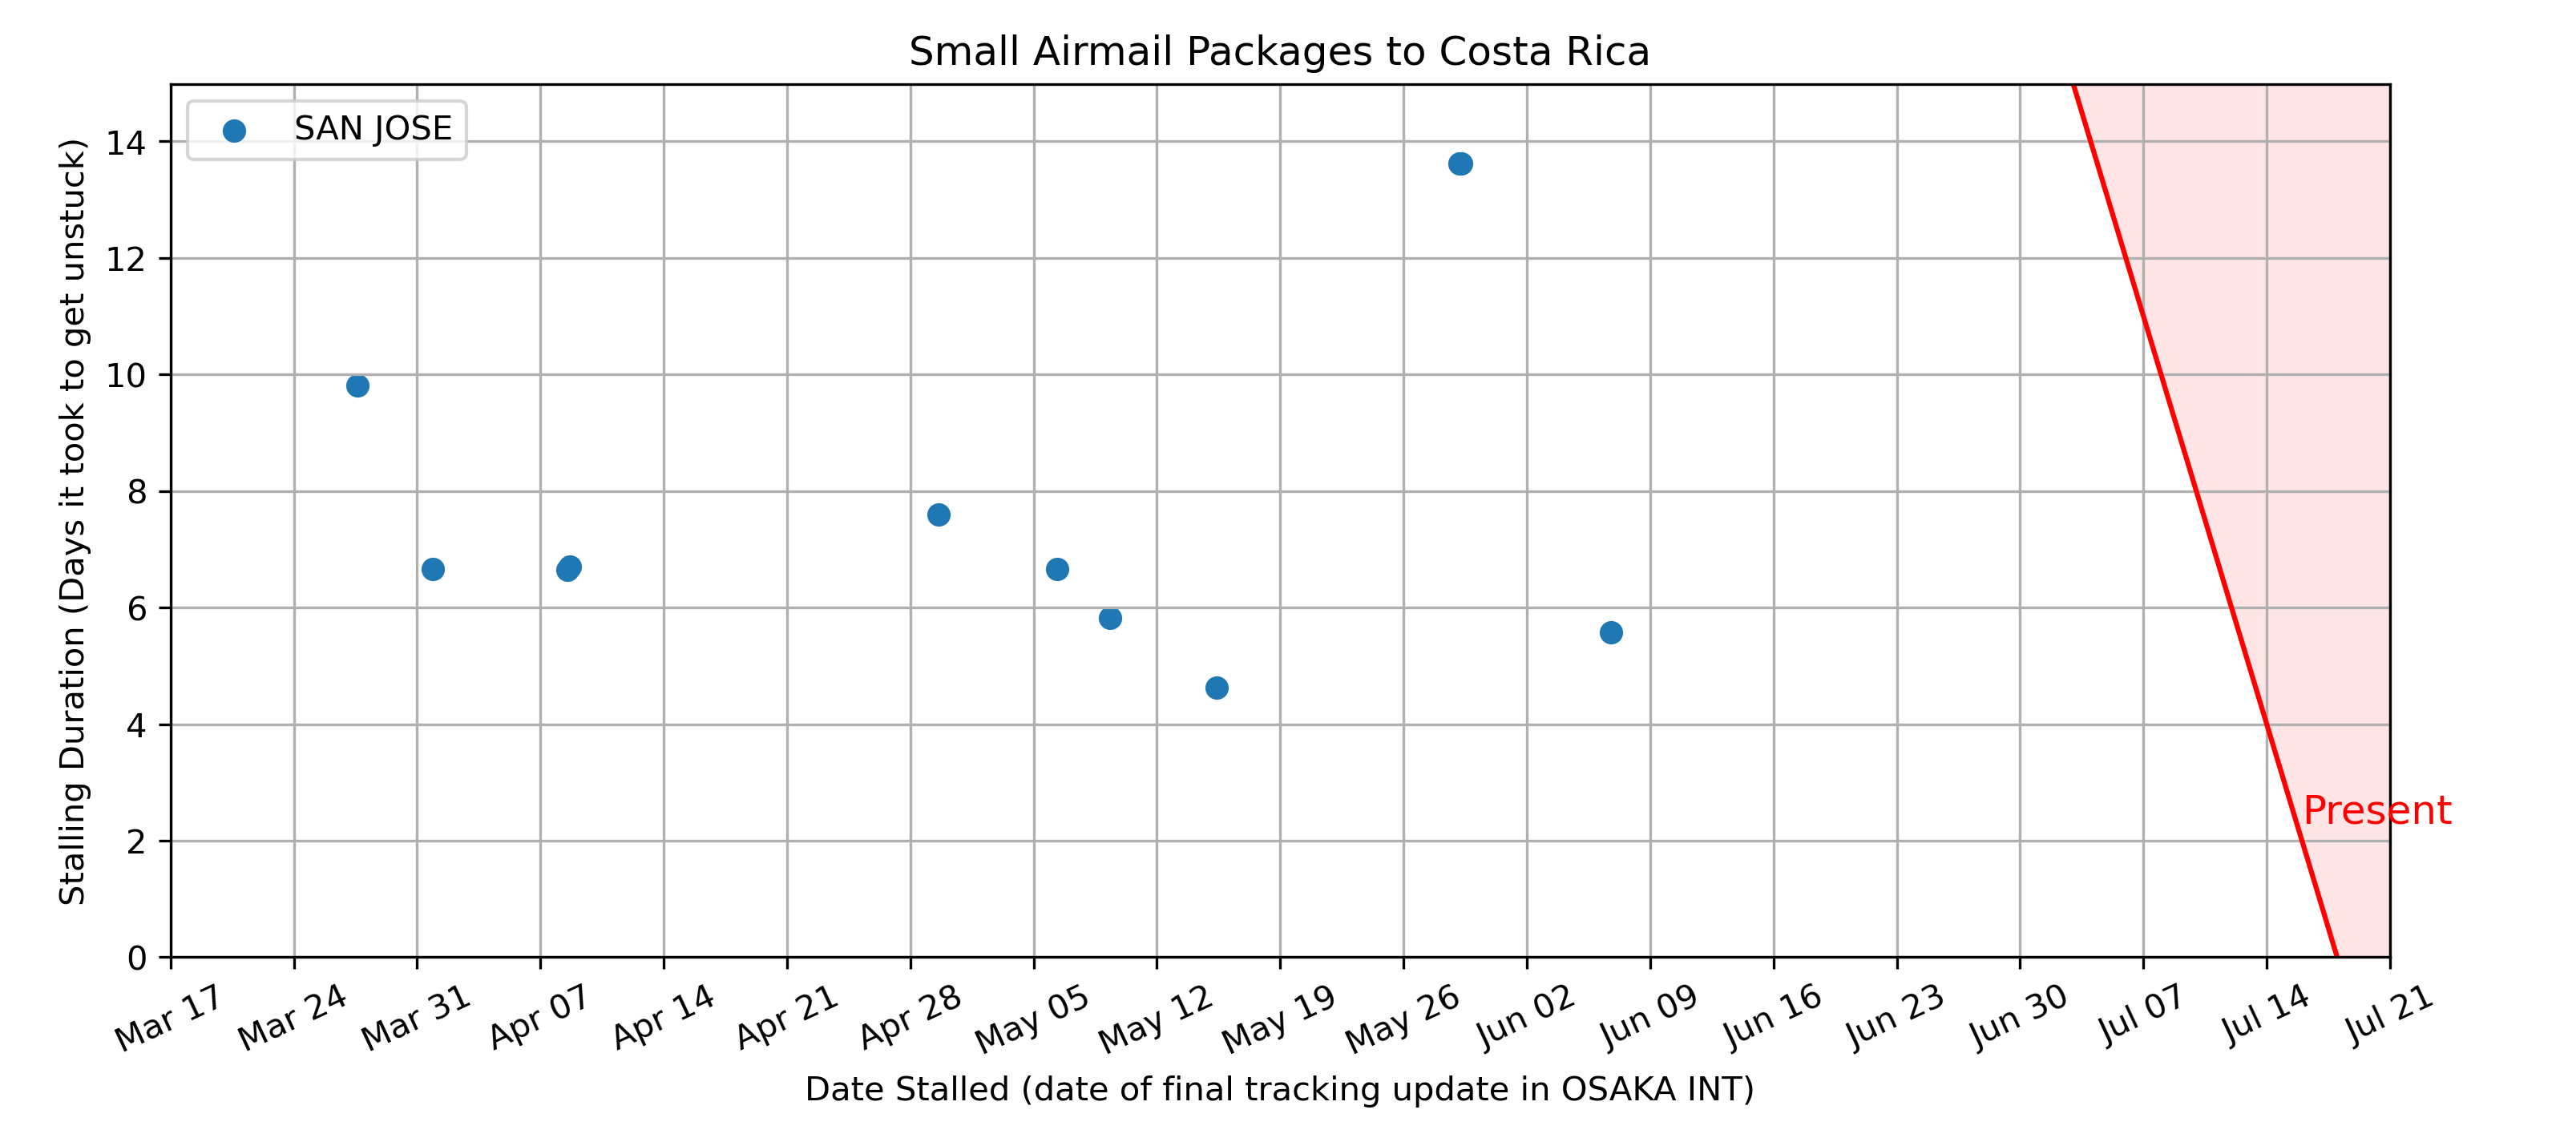 Small Airmail Packages to Costa Rica
SAN JOSE
Stalling Duration (Days it took to get unstuck)
14
12
10
8
6
4
2
0
Present
Mar 17 Mar 24 Mar 31 Apr 07 Apr 14 Apr 21 Apr 28 May 05 May 12 May 19 May 26 Jun 02 Jun 09 Jun 16 Jun 23 Jun 30 Jul 07 Jul 14 Jul 21
Date Stalled (date of final tracking update in OSAKA INT)